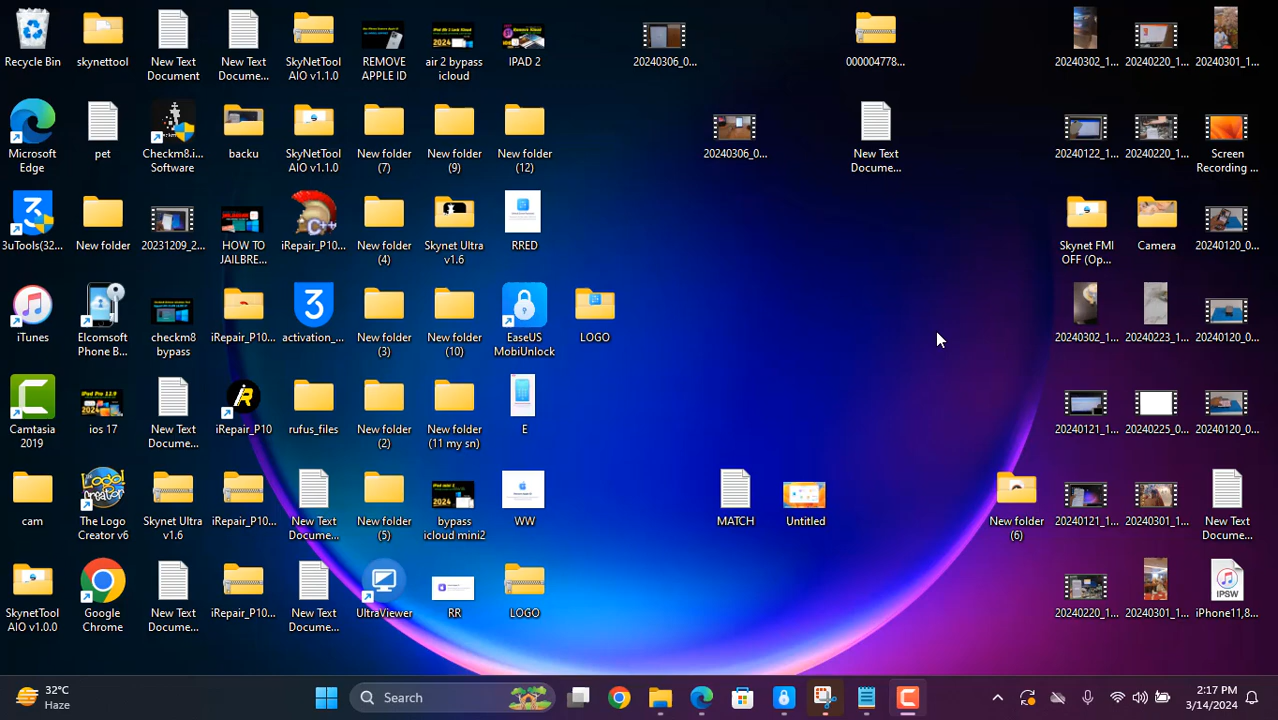 Recycle Bin
skynettool
New Text
Document
New Text
Docume...
SkyNetTool
AIO v1.1.0
REMOVE
APPLE ID
air 2 bypass
icloud
IPAD 2
20240306_0...
000004778...
20240302_1...
20240220_1...
20240301_1...
Microsoft
Edge
pet
Checkm8.i...
Software
backu
SkyNetTool
AIO v1.1.0
New folder
(7)
New folder
(9)
New folder
(12)
20240306_0...
New Text
Docume...
20240122_1...
20240220_1...
Screen
Recording ...
3uTools(32...
New folder
20231209_2...
HOW TO
JAILBRE...
iRepair_P10...
New folder
(4)
Skynet Ultra
v1.6
RRED
Skynet FMI
OFF (Op...
Camera
20240120_0...
iTunes
Elcomsoft
Phone B...
checkm8
bypass
iRepair_P10...
activation_...
New folder
(3)
New folder
(10)
EaseUS
MobiUnlock
LOGO
20240302_1...
20240223_1...
20240120_0...
Camtasia
2019
ios 17
New Text
Docume...
iRepair_P10
rufus_files
New folder
(2)
New folder
(11 my sn)
E
20240121_1...
20240225_0...
20240120_0...
cam
The Logo
Creator v6
Skynet Ultra
v1.6
iRepair_P10...
New Text
Docume...
New folder
(5)
bypass
icloud mini2
WW
MATCH
Untitled
New folder
(6)
20240121_1...
20240301_1...
New Text
Docume...
SkynetTool
AIO v1.0.0
Google
Chrome
New Text
Docume...
iRepair_P10...
New Text
Docume...
UltraViewer
RR
LOGO
20240220_1...
20240301_1...
IPSW
iPhone11,8...
32°C
Haze
Search
2:17 PM
3/14/2024